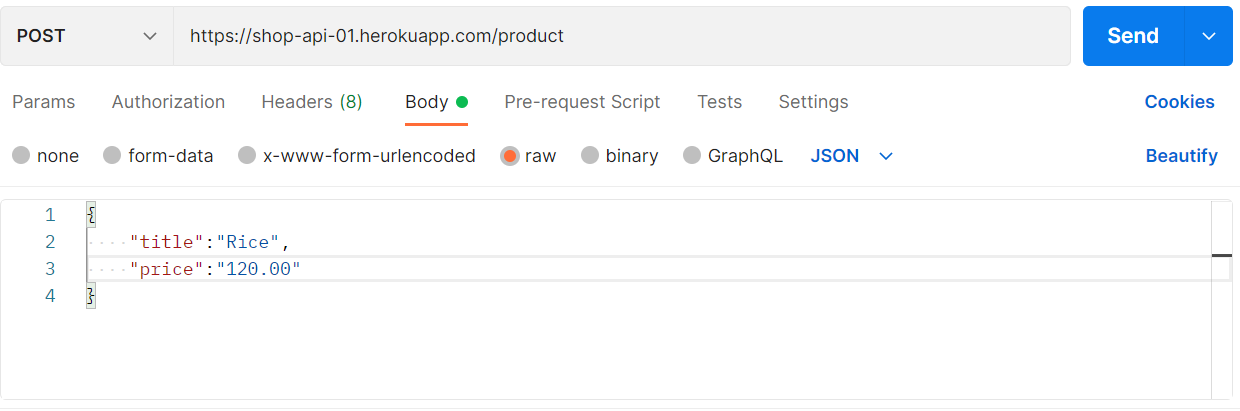 POST https://shop-api-01.herokuapp.com/product Send
Params Authorization Headers (8) Body Pre-request Script Tests Settings Cookies
none form-data x-www-form-urlencoded raw binary GraphQL JSON Beautify
1 {
2 "title":"Rice",
3 "price":"120.00"
4 }